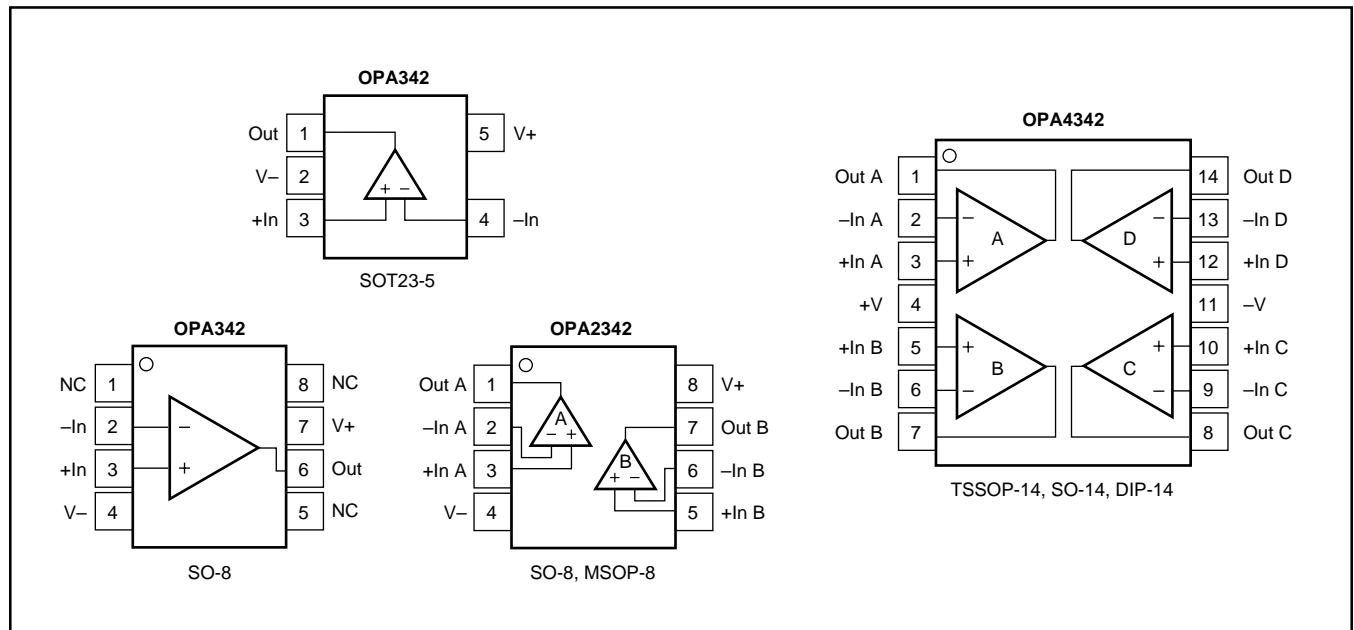 OPA342
Out 1 5 V+
V– 2
+ –
+In 3 4 –In
SOT23-5
OPA342
NC 1 8 NC
–In 2 – 7 V+
+In 3 + 6 Out
V– 4 5 NC
SO-8
OPA2342
Out A 1 8 V+
A
–In A 2 – + 7 Out B
B
+In A 3 + – 6 –In B
V– 4 5 +In B
SO-8, MSOP-8
OPA4342
Out A 1 14 Out D
–In A 2 – – 13 –In D
A D
+In A 3 + + 12 +In D
+V 4 11 –V
+In B 5 + + 10 +In C
B C
–In B 6 – – 9 –In C
Out B 7 8 Out C
TSSOP-14, SO-14, DIP-14